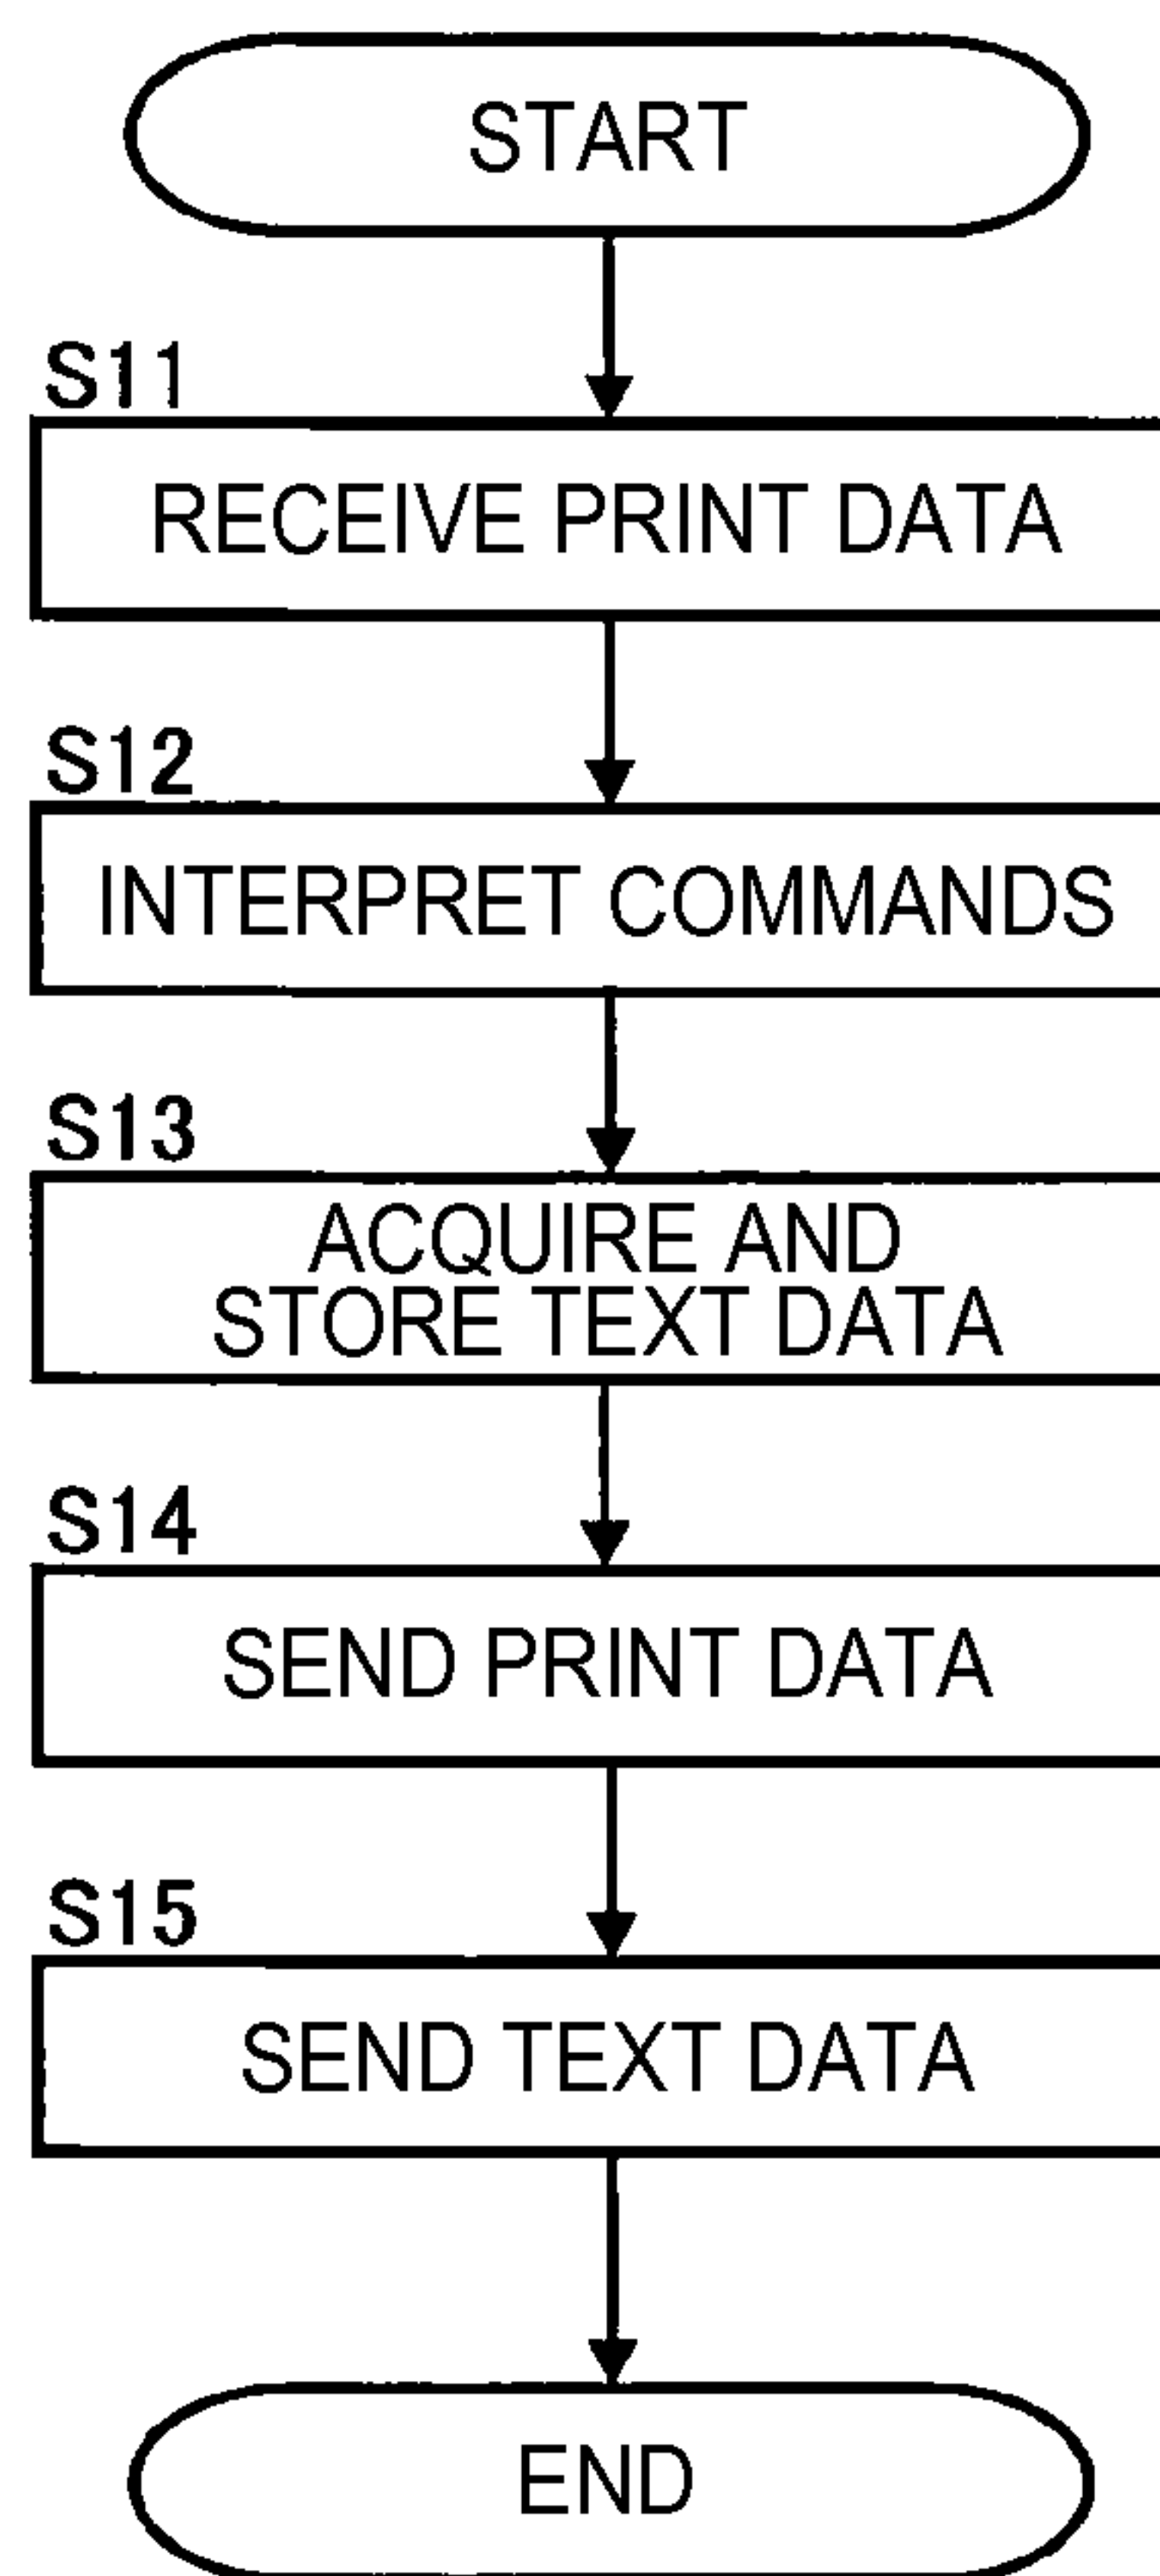 START
S11
RECEIVE PRINT DATA
S12
INTERPRET COMMANDS
S13
ACQUIRE AND
STORE TEXT DATA
S14
SEND PRINT DATA
S15
SEND TEXT DATA
END